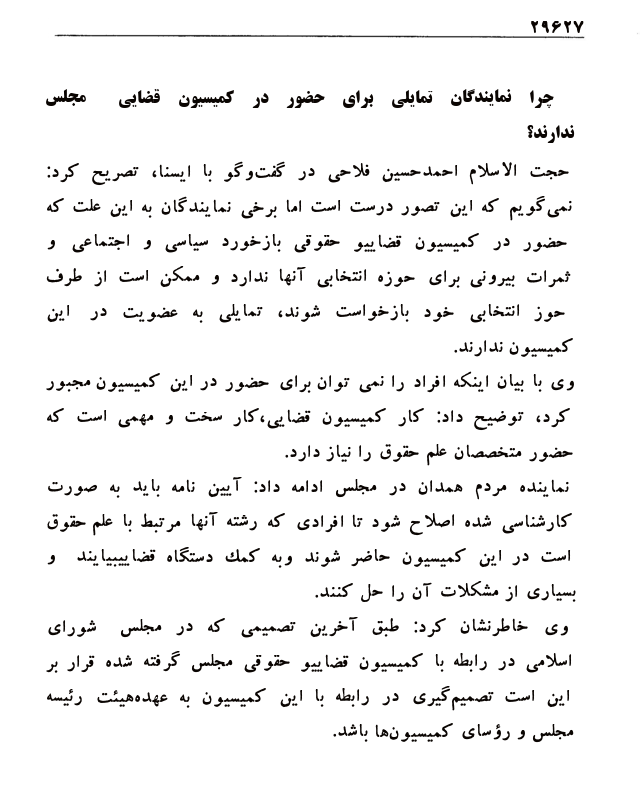 ۲۹۶۲۷
چرا نمایندگان تمایلی برای حضور در کمیسیون قضایی مجلس
ندارند؟
حجت الاسلام احمدحسین فلاحی در گفت‌وگو با ایسنا، تصریح کرد:
نمی‌گویم که این تصور درست است اما برخی نمایندگان به این علت که
حضور در کمیسیون قضاییو حقوقی بازخورد سیاسی و اجتماعی و
ثمرات بیرونی برای حوزه انتخابی آنها ندارد و ممکن است از طرف
حوز انتخابی خود بازخواست شوند، تمایلی به عضویت در این
کمیسیون ندارند.
وی با بیان اینکه افراد را نمی توان برای حضور در این کمیسیون مجبور
کرد، توضیح داد: کار کمیسیون قضایی،کار سخت و مهمی است که
حضور متخصصان علم حقوق را نیاز دارد.
نماینده مردم همدان در مجلس ادامه داد: آیین نامه باید به صورت
کارشناسی شده اصلاح شود تا افرادی که رشته آنها مرتبط با علم حقوق
است در این کمیسیون حاضر شوند وبه کمك دستگاه قضاییبیایند و
بسیاری از مشکلات آن را حل کنند.
وی خاطرنشان کرد: طبق آخرین تصمیمی که در مجلس شورای
اسلامی در رابطه با کمیسیون قضاییو حقوقی مجلس گرفته شده قرار بر
این است تصمیم‌گیری در رابطه با این کمیسیون به عهده‌هیئت رئیسه
مجلس و رؤسای کمیسیون‌ها باشد.